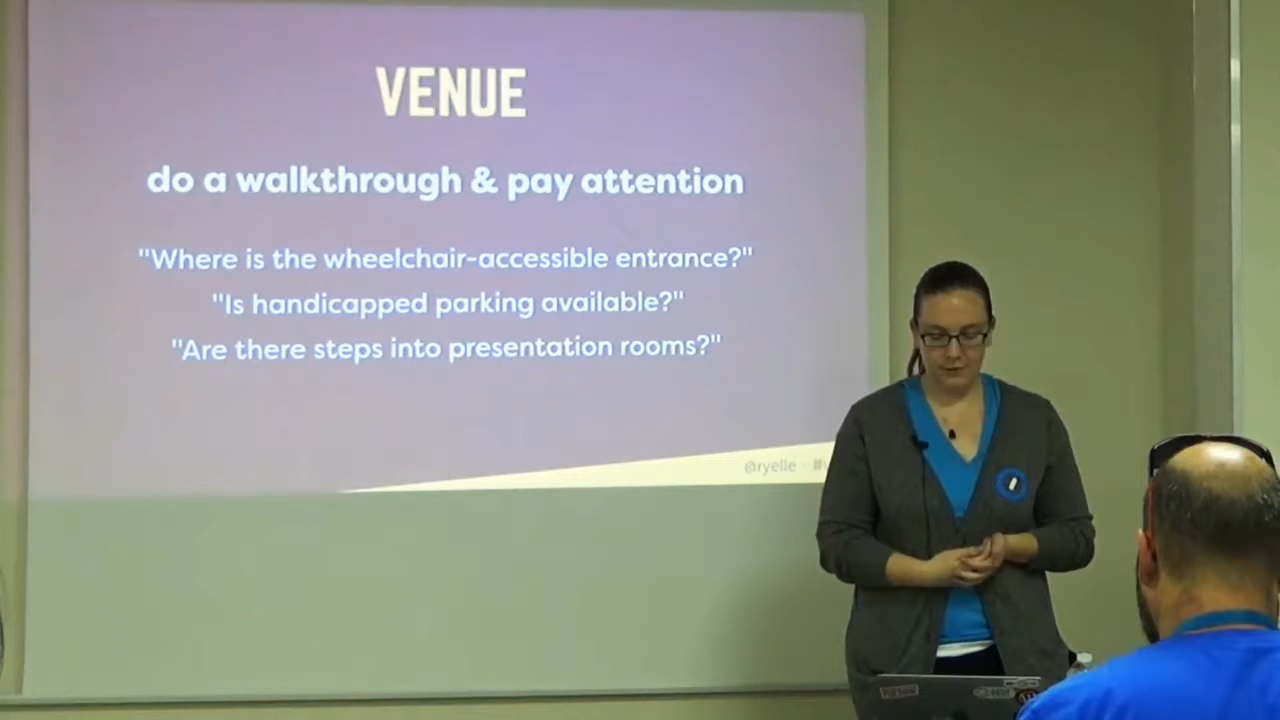 VENUE
do a walkthrough & pay attention
"Where is the wheelchair-accessible entrance?"
"Is handicapped parking available?"
"Are there steps into presentation rooms?"
@ryelle